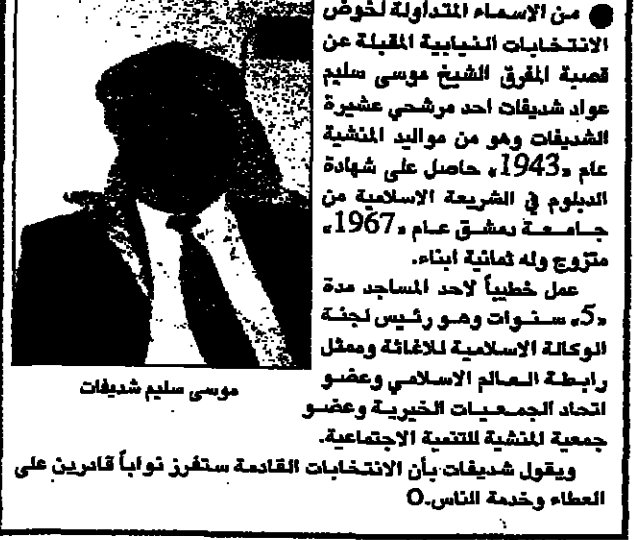 ● من الاسماء المتداولة لخوض
الانتخابات النيابية المقبلة عن
قصبة المفرق الشيخ موسى سليم
عواد شديفات احد مرشحي عشيرة
الشديفات وهو من مواليد المنشية
عام «1943» حاصل على شهادة
الدبلوم في الشريعة الاسلامية من
جامعة دمشق عام «1967»
متزوج وله ثمانية ابناء.
عمل خطيباً لاحد المساجد مدة
«5» سنوات وهو رئيس لجنة
الوكالة الاسلامية للاغاثة وممثل
رابطة العالم الاسلامي وعضو
اتحاد الجمعيات الخيرية وعضو
جمعية المنشية للتنمية الاجتماعية.
ويقول شديفات بأن الانتخابات القادمة ستفرز نواباً قادرين على
العطاء وخدمة الناس.O
موسى سليم شديفات